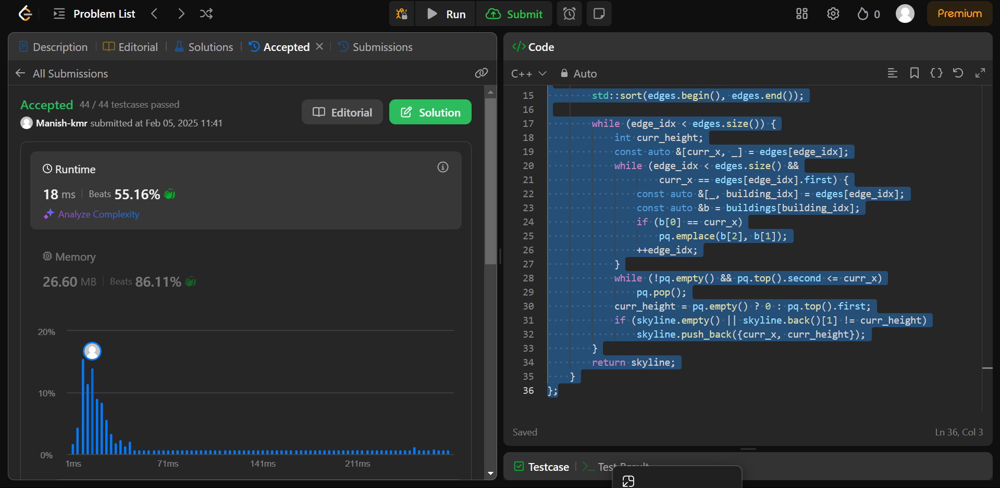 Problem List
Run
Submit
0
Premium
Description
Editorial
Solutions
Accepted
Submissions
All Submissions
Accepted 44 / 44 testcases passed
Manish-kmr submitted at Feb 05, 2025 11:41
Editorial
Solution
Runtime
18 ms
Beats 55.16%
Analyze Complexity
Memory
26.60 MB
Beats 86.11%
20%
10%
0%
1ms
71ms
141ms
211ms
</> Code
C++
Auto
15 std::sort(edges.begin(), edges.end());
16
17 while (edge_idx < edges.size()) {
18 int curr_height;
19 const auto &[curr_x, _] = edges[edge_idx];
20 while (edge_idx < edges.size() &&
21 curr_x == edges[edge_idx].first) {
22 const auto &[_, building_idx] = edges[edge_idx];
23 const auto &b = buildings[building_idx];
24 if (b[0] == curr_x)
25 pq.emplace(b[2], b[1]);
26 ++edge_idx;
27 }
28 while (!pq.empty() && pq.top().second <= curr_x)
29 pq.pop();
30 curr_height = pq.empty() ? 0 : pq.top().first;
31 if (skyline.empty() || skyline.back()[1] != curr_height)
32 skyline.push_back({curr_x, curr_height});
33 }
34 return skyline;
35 }
36 };
Saved
Ln 36, Col 3
Testcase
Test Result